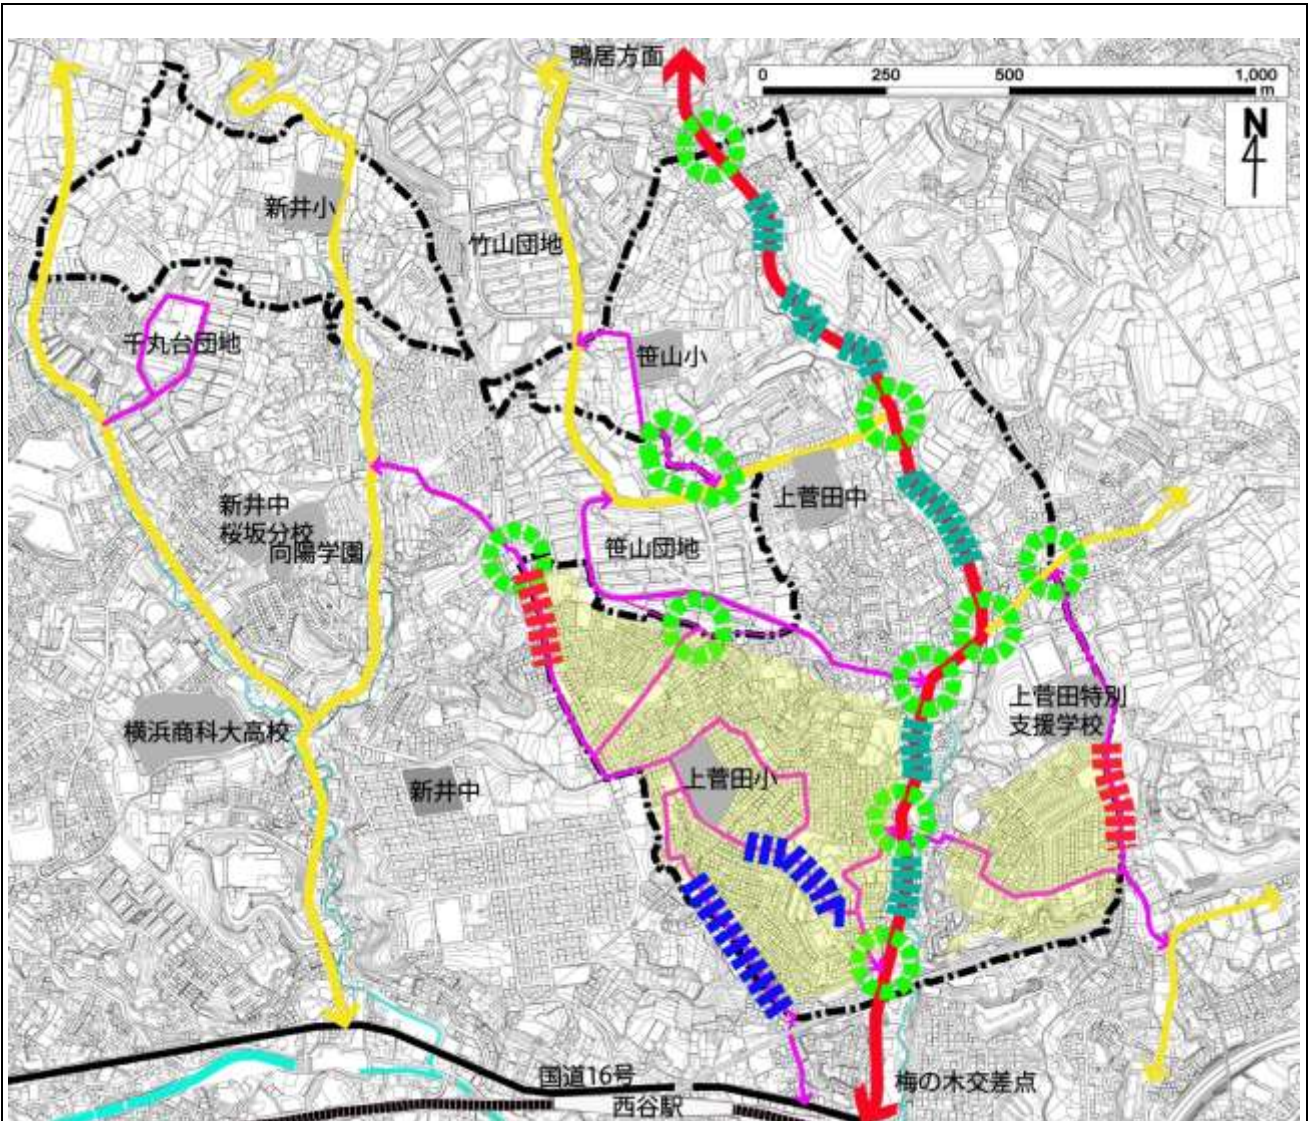 鴨居方面
0 250 500 1,000
m
N
新井小
竹山団地
千丸台団地
笹山小
上菅田中
新井中
桜坂分校
向陽学園
笹山団地
上菅田特別
支援学校
横浜商科大高校
新井中
上菅田小
国道16号
西谷駅
梅の木交差点